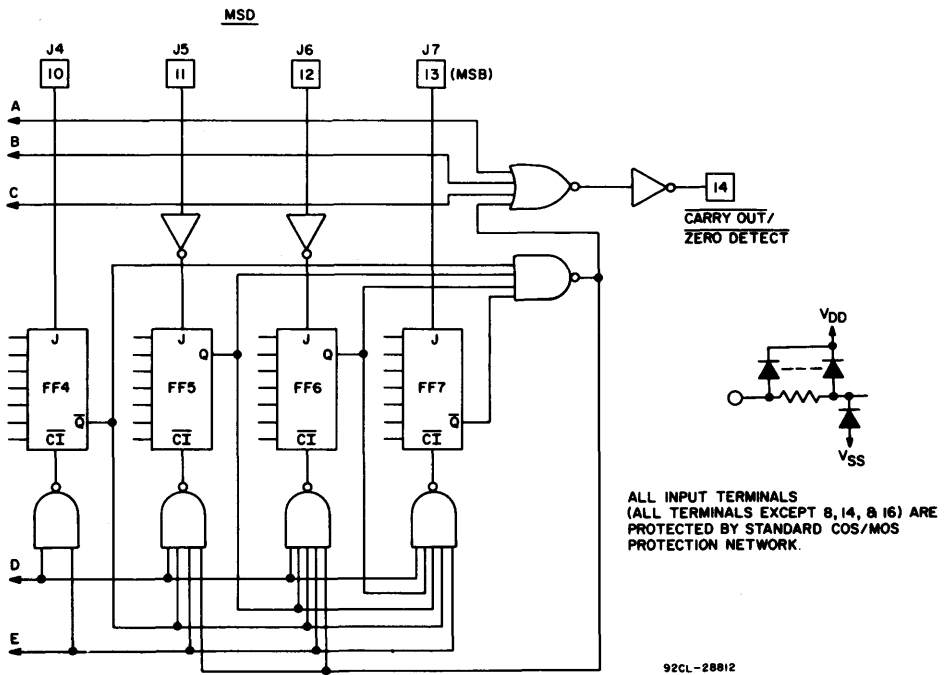 MSD
J4 J5 J6 J7
10 11 12 13 (MSB)
A
B
C
14
CARRY OUT/
ZERO DETECT
J J J J
Q Q
FF4 FF5 FF6 FF7
Q Q
CI CI CI CI
VDD
VSS
ALL INPUT TERMINALS
(ALL TERMINALS EXCEPT 8, 14, & 16) ARE
PROTECTED BY STANDARD COS/MOS
PROTECTION NETWORK.
D
E
92CL-28812